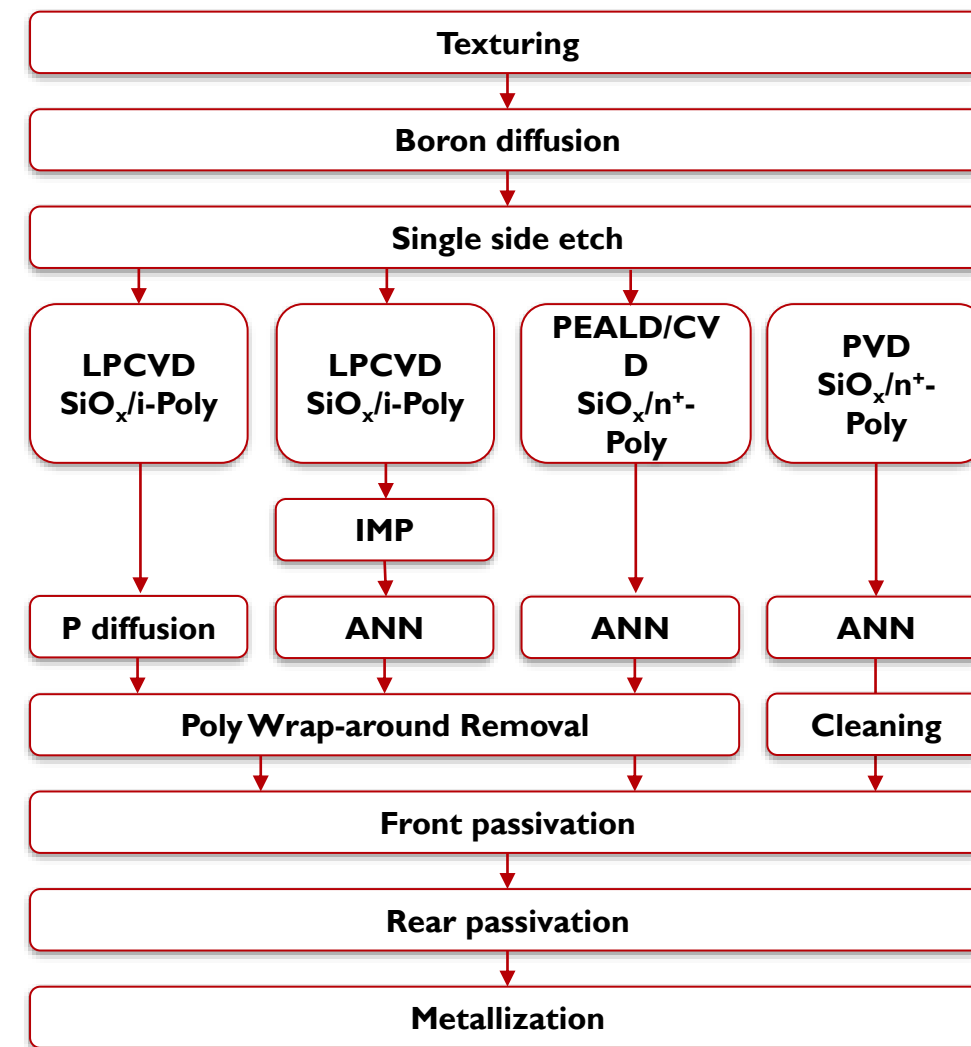 Texturing
Boron diffusion
Single side etch
LPCVD
SiOₓ/i-Poly
LPCVD
SiOₓ/i-Poly
PEALD/CV
D
SiOₓ/n⁺-
Poly
PVD
SiOₓ/n⁺-
Poly
IMP
P diffusion
ANN
ANN
ANN
Poly Wrap-around Removal
Cleaning
Front passivation
Rear passivation
Metallization